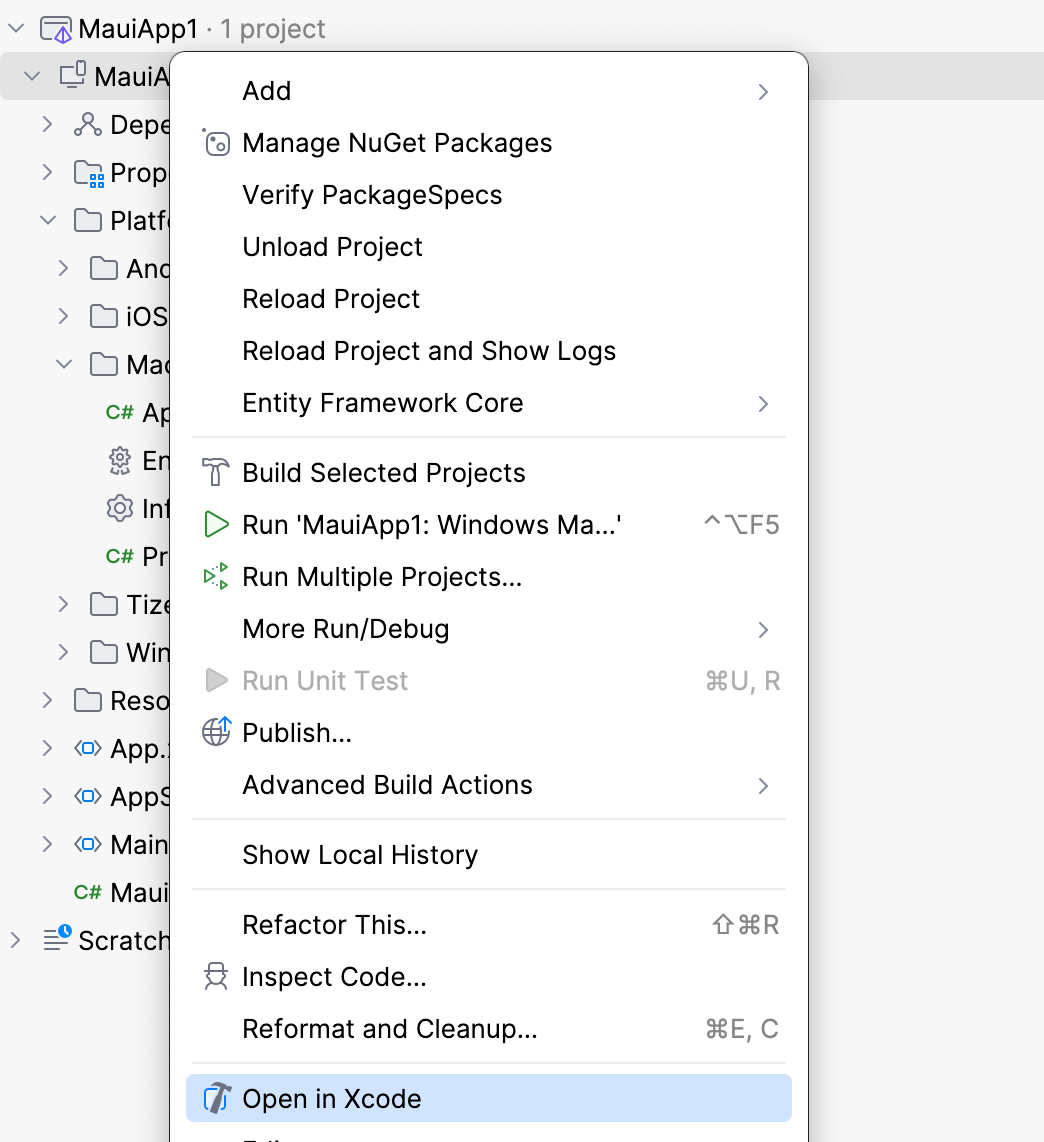 MauiApp1 · 1 project
MauiA
Add
Depe
Manage NuGet Packages
Prop
Verify PackageSpecs
Platf
Unload Project
And
Reload Project
iOS
Reload Project and Show Logs
Mac
Entity Framework Core
C# Ap
En
Build Selected Projects
Inf
Run 'MauiApp1: Windows Ma...' ^⌥F5
C# Pr
Run Multiple Projects...
Tize
More Run/Debug
Win
Run Unit Test ⌘U, R
Reso
Publish...
App.
Advanced Build Actions
AppS
Main
Show Local History
C# Maui
Refactor This... ⇧⌘R
Scratch
Inspect Code...
Reformat and Cleanup... ⌘E, C
Open in Xcode